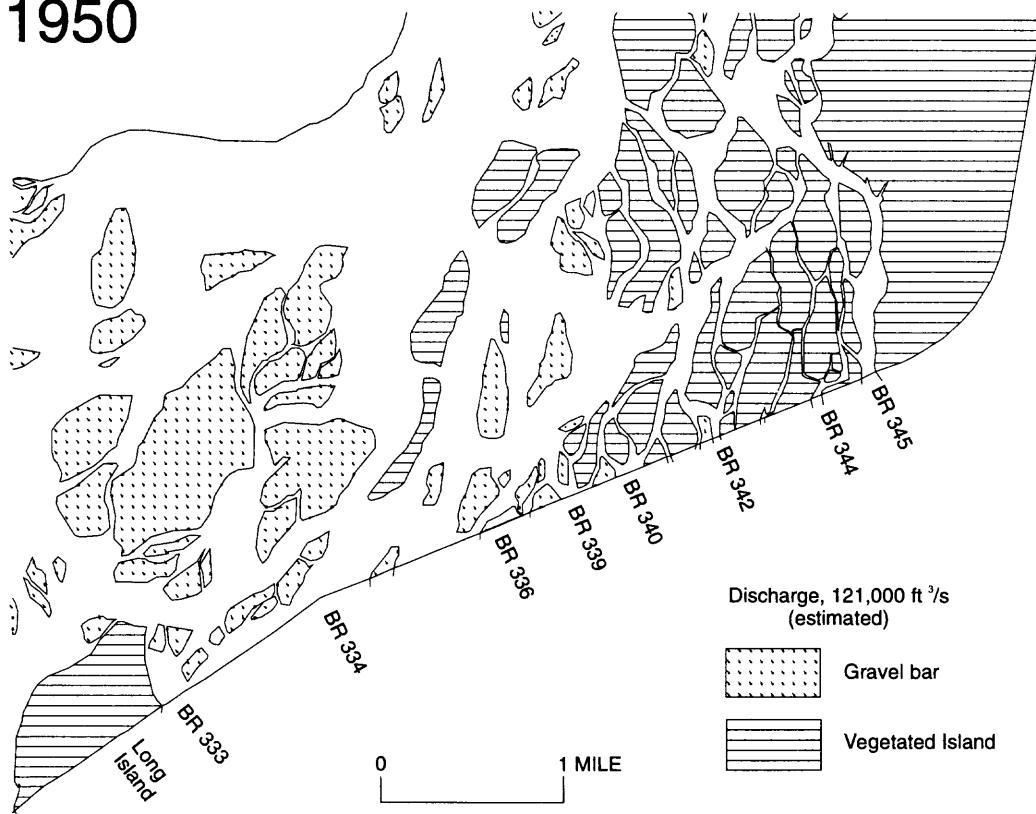 1950
BR 345
BR 344
BR 342
BR 340
BR 339
BR 336
BR 334
BR 333
Long
Island
Discharge, 121,000 ft ³/s
(estimated)
Gravel bar
Vegetated Island
0 1 MILE